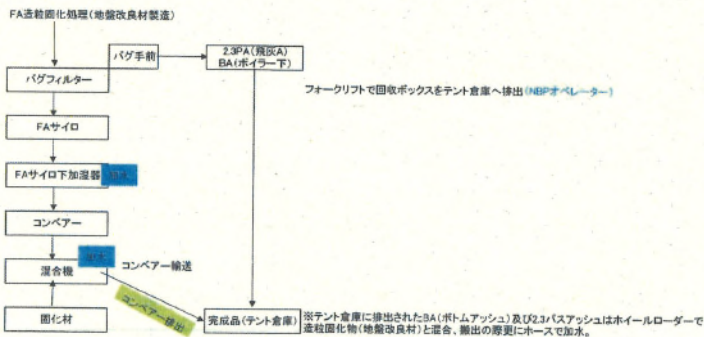 FA造粒固化処理(地盤改良材製造)
バグ手前
2.3PA(飛灰A)
BA(ボイラー下)
バグフィルター
フォークリフトで回収ボックスをテント倉庫へ排出(NBPオペレーター)
FAサイロ
FAサイロ下加湿器
加水
コンベアー
加水
混合機
コンベアー輸送
コンベアー排出
固化材
完成品(テント倉庫)
※テント倉庫に排出されたBA(ボトムアッシュ)及び2.3パスアッシュはホイールローダーで
造粒固化物(地盤改良材)と混合、搬出の際更にホースで加水。